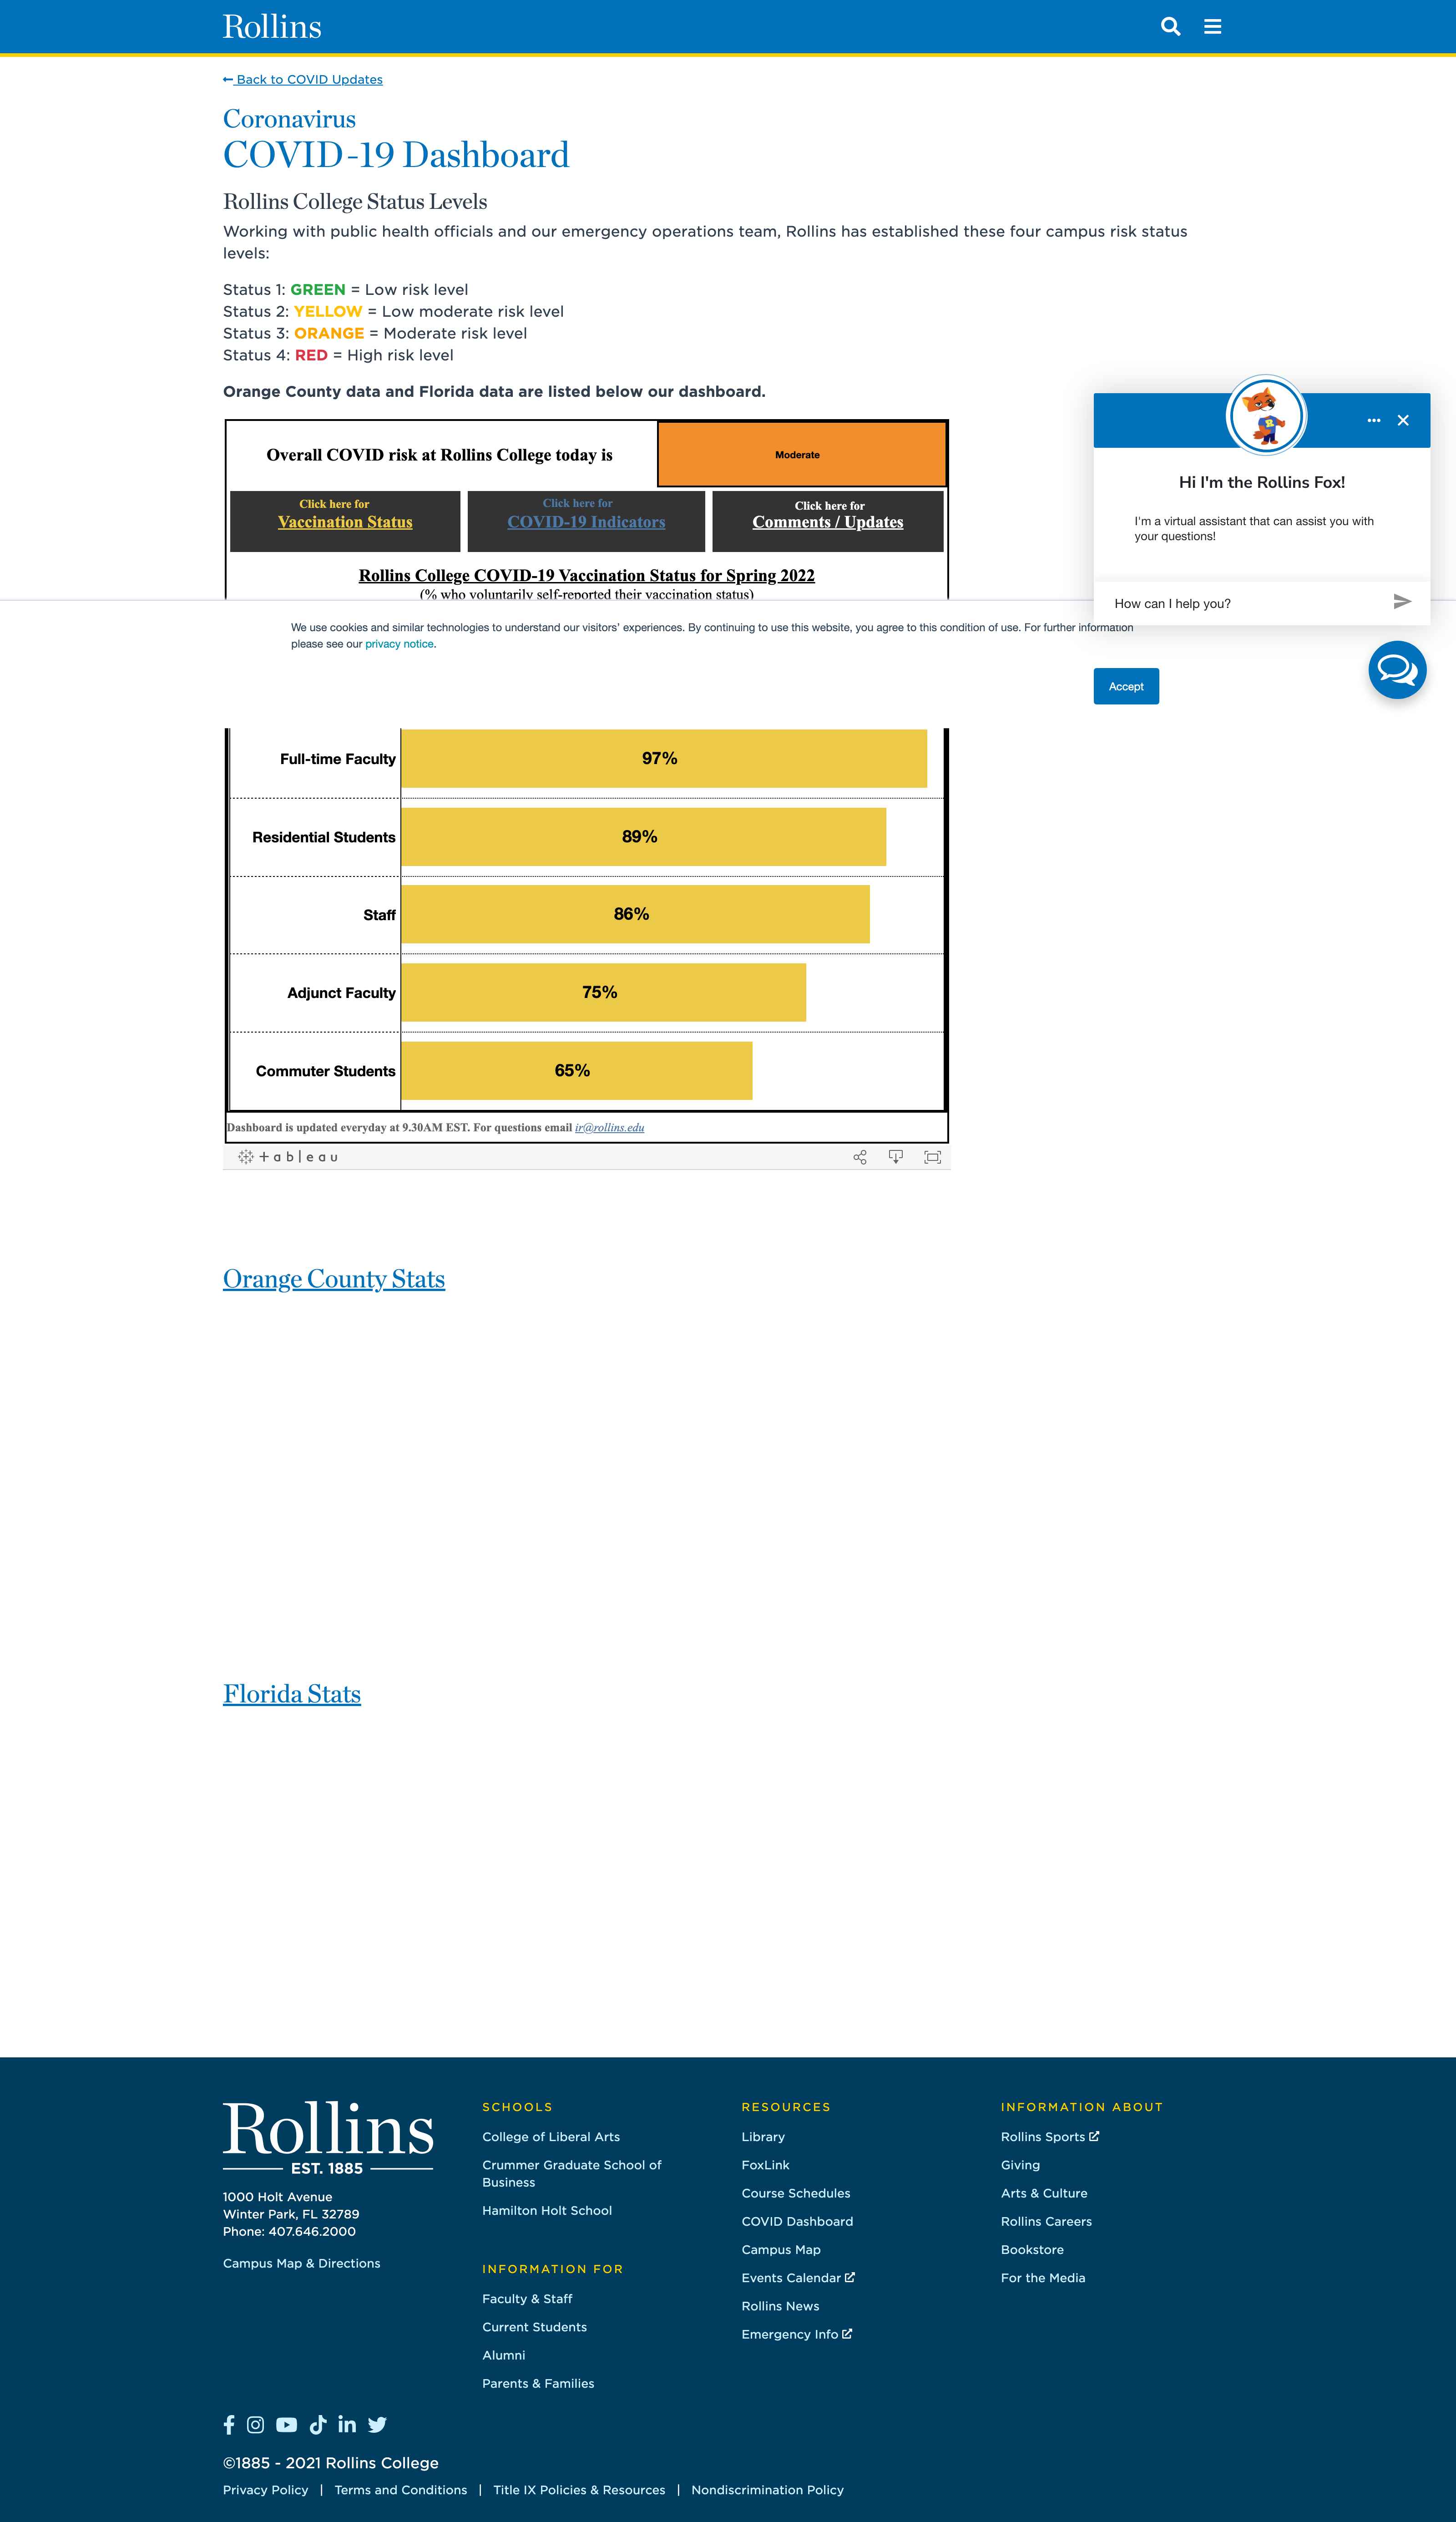 Rollins
Back to COVID Updates
Coronavirus
COVID-19 Dashboard
Rollins College Status Levels
Working with public health officials and our emergency operations team, Rollins has established these four campus risk status
levels:
Status 1: GREEN = Low risk level
Status 2: YELLOW = Low moderate risk level
Status 3: ORANGE = Moderate risk level
Status 4: RED = High risk level
Orange County data and Florida data are listed below our dashboard.
Overall COVID risk at Rollins College today is
Moderate
Click here for
Vaccination Status
Click here for
COVID-19 Indicators
Click here for
Comments / Updates
Rollins College COVID-19 Vaccination Status for Spring 2022
(% who voluntarily self-reported their vaccination status)
Hi I'm the Rollins Fox!
I'm a virtual assistant that can assist you with
your questions!
How can I help you?
We use cookies and similar technologies to understand our visitors' experiences. By continuing to use this website, you agree to this condition of use. For further information
please see our privacy notice.
Accept
Full-time Faculty 97%
Residential Students 89%
Staff 86%
Adjunct Faculty 75%
Commuter Students 65%
Dashboard is updated everyday at 9.30AM EST. For questions email ir@rollins.edu
+ableau
Orange County Stats
Florida Stats
Rollins
EST. 1885
1000 Holt Avenue
Winter Park, FL 32789
Phone: 407.646.2000
Campus Map & Directions
SCHOOLS
College of Liberal Arts
Crummer Graduate School of
Business
Hamilton Holt School
INFORMATION FOR
Faculty & Staff
Current Students
Alumni
Parents & Families
RESOURCES
Library
FoxLink
Course Schedules
COVID Dashboard
Campus Map
Events Calendar
Rollins News
Emergency Info
INFORMATION ABOUT
Rollins Sports
Giving
Arts & Culture
Rollins Careers
Bookstore
For the Media
©1885 - 2021 Rollins College
Privacy Policy | Terms and Conditions | Title IX Policies & Resources | Nondiscrimination Policy